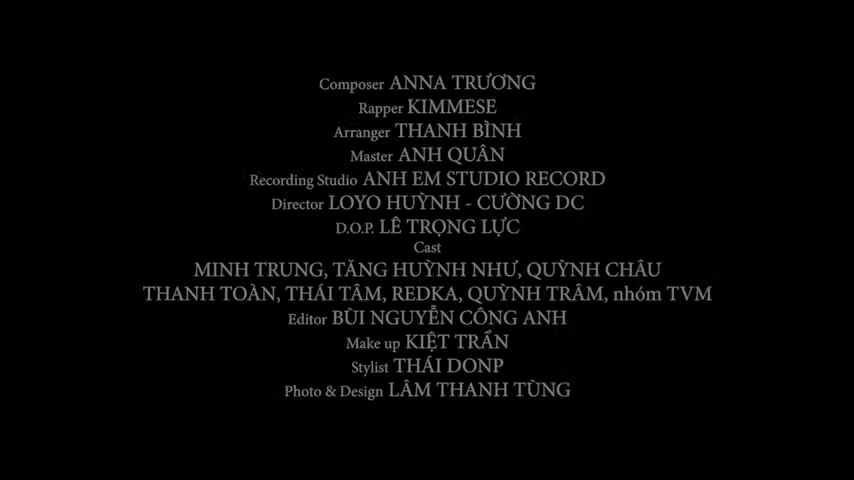 Composer ANNA TRƯƠNG
Rapper KIMMESE
Arranger THANH BÌNH
Master ANH QUÂN
Recording Studio ANH EM STUDIO RECORD
Director LOYO HUỲNH - CƯỜNG DC
D.O.P. LÊ TRỌNG LỰC
Cast
MINH TRUNG, TĂNG HUỲNH NHƯ, QUỲNH CHÂU
THANH TOÀN, THÁI TÂM, REDKA, QUỲNH TRÂM, nhóm TVM
Editor BÙI NGUYỄN CÔNG ANH
Make up KIỆT TRẦN
Stylist THÁI DONP
Photo & Design LÂM THANH TÙNG